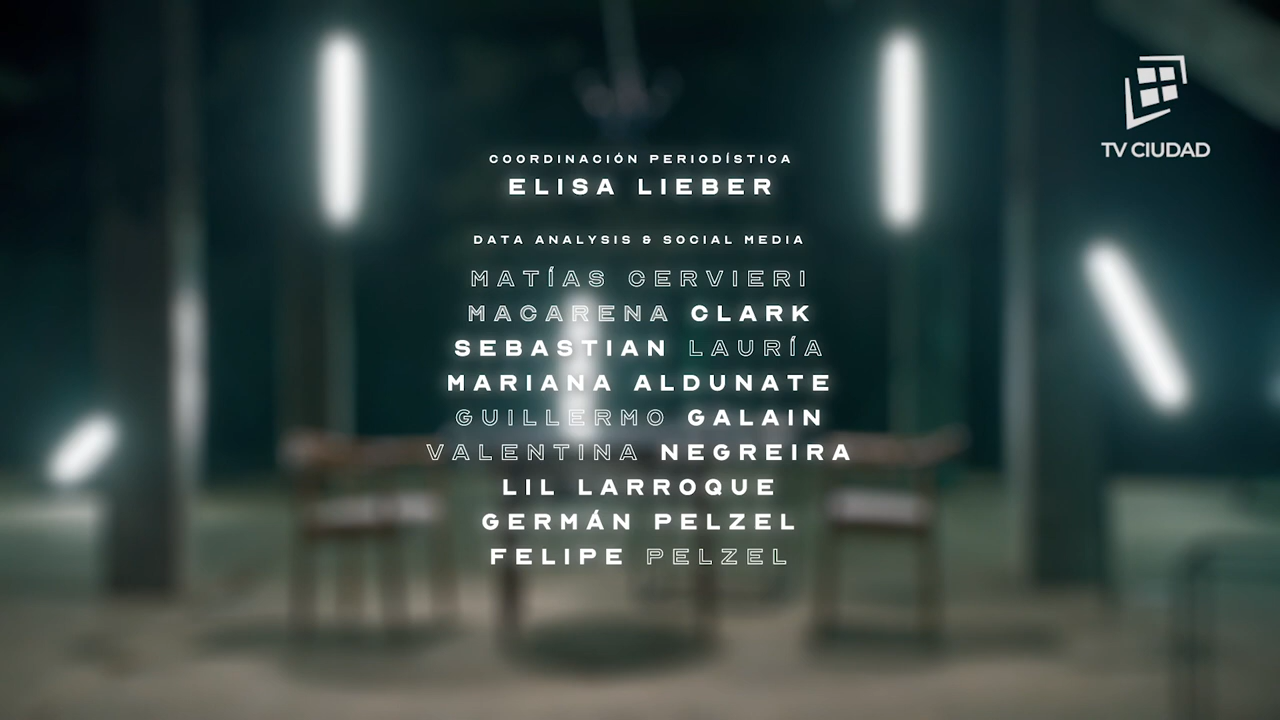 TV CIUDAD
COORDINACIÓN PERIODÍSTICA
ELISA LIEBER
DATA ANALYSIS & SOCIAL MEDIA
MATÍAS CERVIERI
MACARENA CLARK
SEBASTIAN LAURÍA
MARIANA ALDUNATE
GUILLERMO GALAIN
VALENTINA NEGREIRA
LIL LARROQUE
GERMÁN PELZEL
FELIPE PELZEL